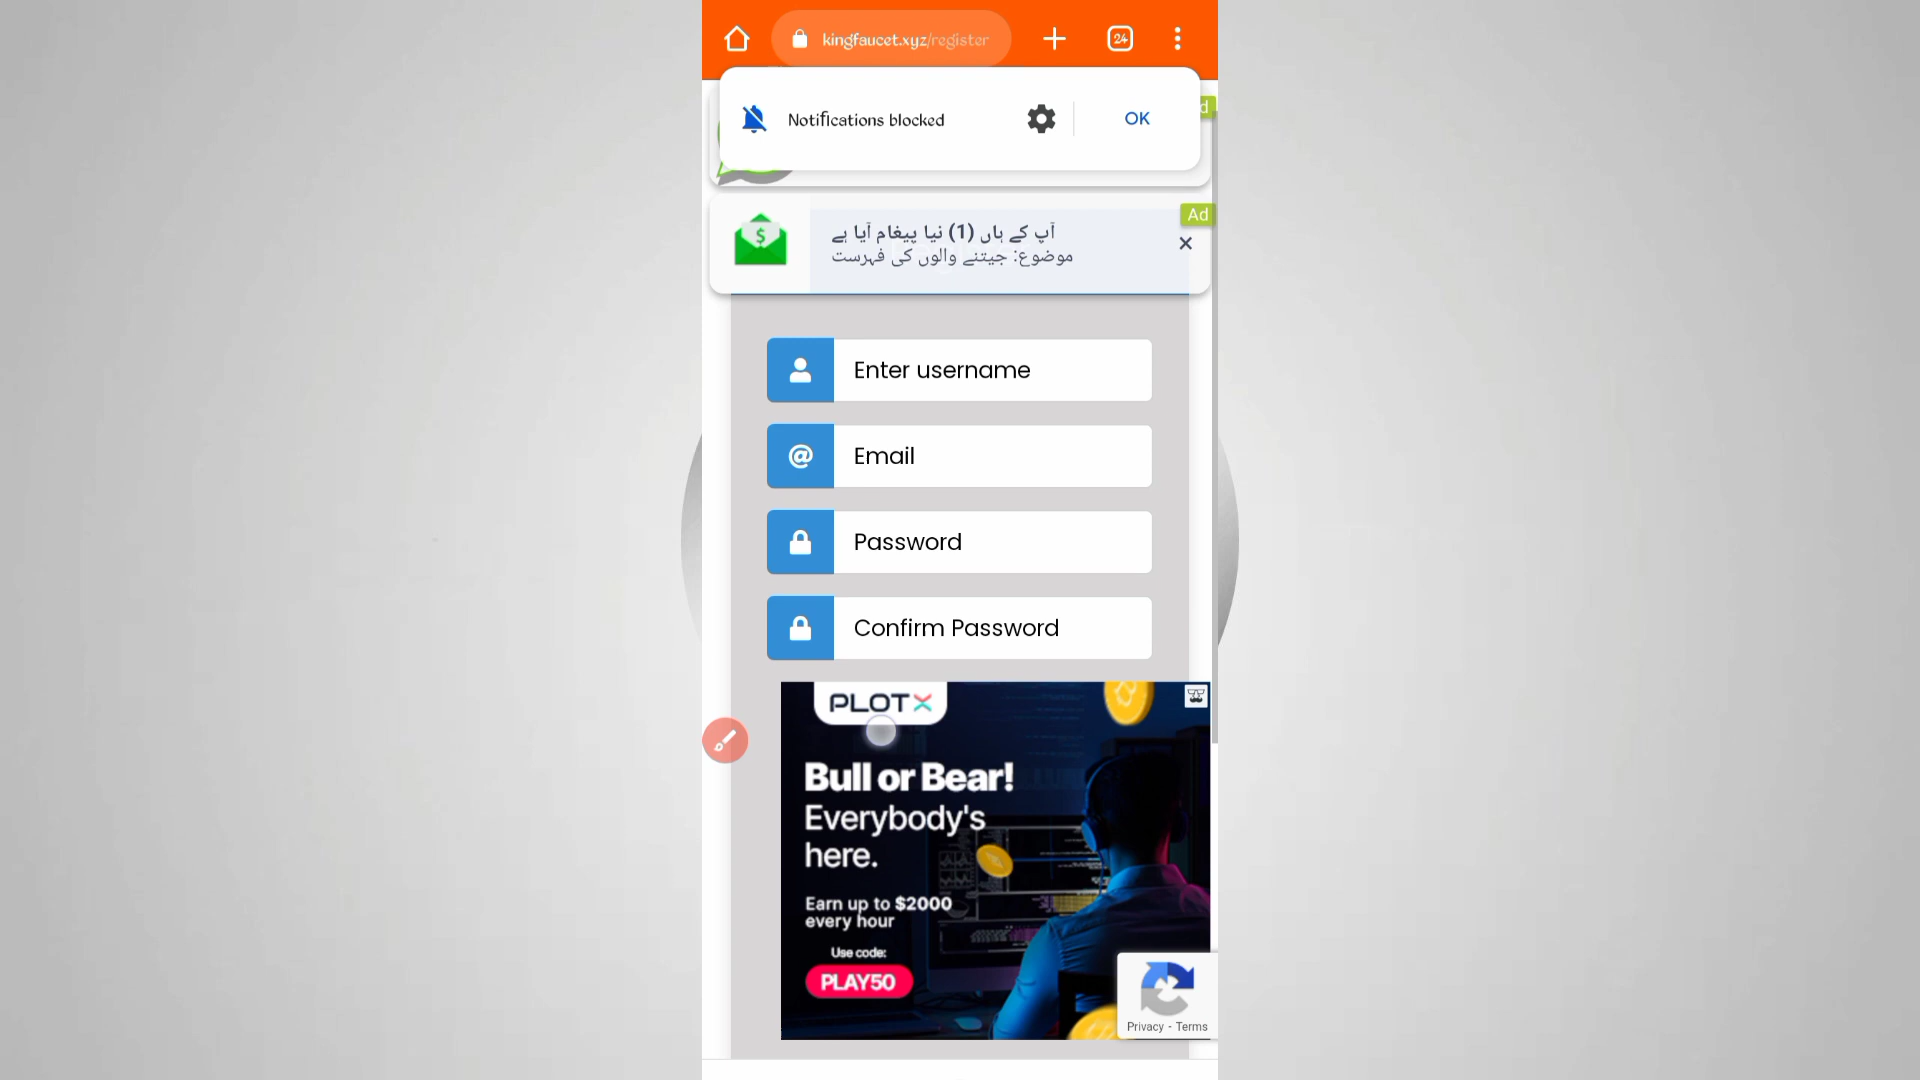 kingfaucet.xyz/register
24
Notifications blocked
OK
d
Ad
آپ کے ہاں (1) نیا پیغام آیا ہے
موضوع: جیتنے والوں کی فہرست
Enter username
Email
Password
Confirm Password
PLOTX
Bull or Bear!
Everybody's
here.
Earn up to $2000
every hour
Use code:
PLAY50
Privacy - Terms